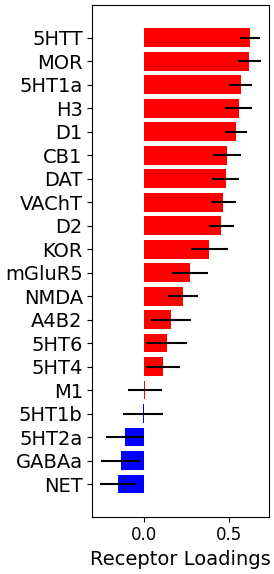 5HTT
MOR
5HT1a
H3
D1
CB1
DAT
VAChT
D2
KOR
mGluR5
NMDA
A4B2
5HT6
5HT4
M1
5HT1b
5HT2a
GABAa
NET
0.0 0.5
Receptor Loadings